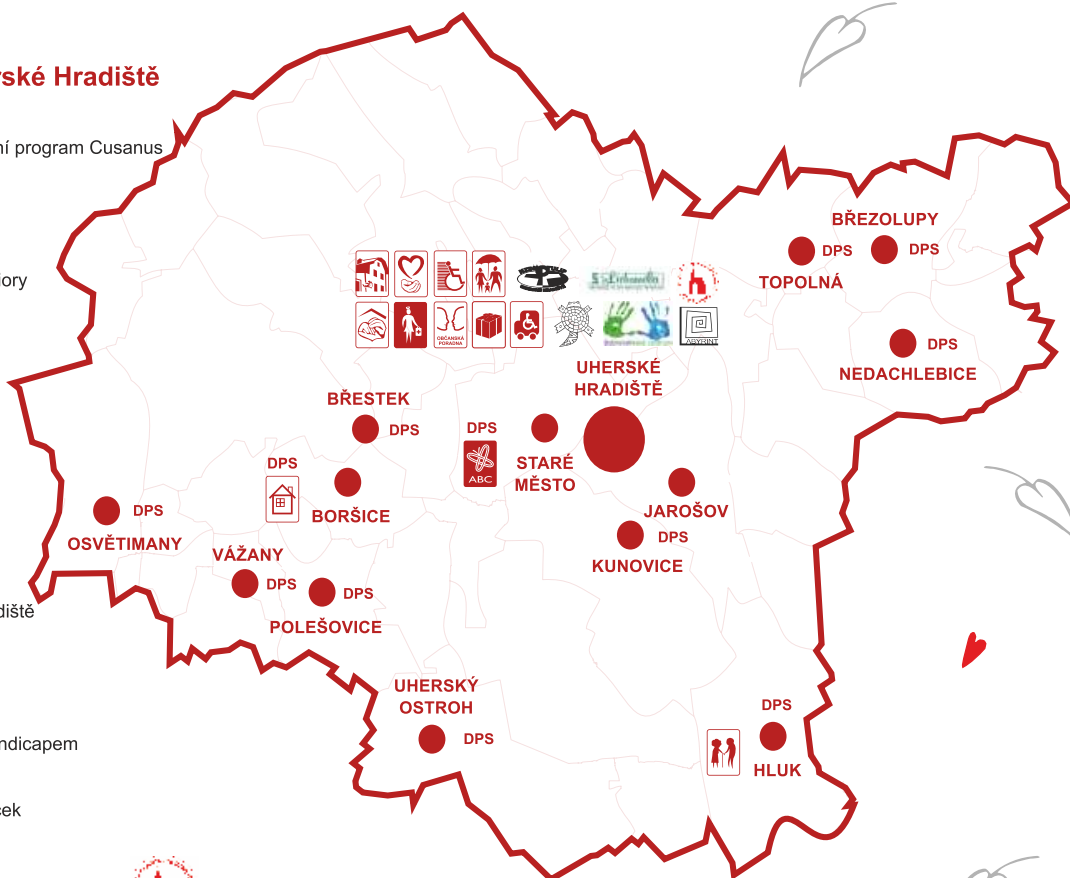 rské Hradiště
ní program Cusanus
iory
diště
ndicapem
ček
BŘEZOLUPY
DPS
DPS
TOPOLNÁ
DPS
NEDACHLEBICE
OBČANSKÁ
PORADNA
LABYRINT
UHERSKÉ
HRADIŠTĚ
BŘESTEK
DPS
DPS
ABC
STARÉ
MĚSTO
DPS
BORŠICE
JAROŠOV
DPS
KUNOVICE
DPS
OSVĚTIMANY
VÁŽANY
DPS
DPS
POLEŠOVICE
UHERSKÝ
OSTROH
DPS
DPS
HLUK